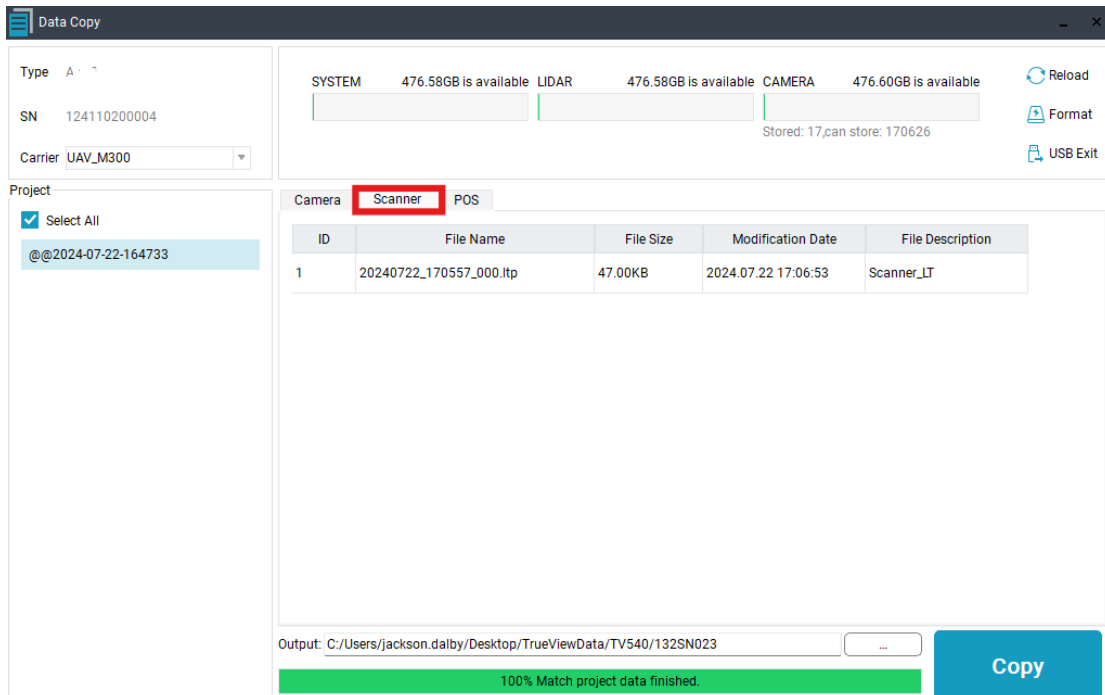 Data Copy
Type
SN 124110200004
Carrier UAV_M300
SYSTEM 476.58GB is available LIDAR 476.58GB is available CAMERA 476.60GB is available
Stored: 17,can store: 170626
Reload
Format
USB Exit
Project
Select All
@@2024-07-22-164733
Camera Scanner POS
ID File Name File Size Modification Date File Description
1 20240722_170557_000.ltp 47.00KB 2024.07.22 17:06:53 Scanner_LT
Output: C:/Users/jackson.dalby/Desktop/TrueViewData/TV540/132SN023 ...
Copy
100% Match project data finished.